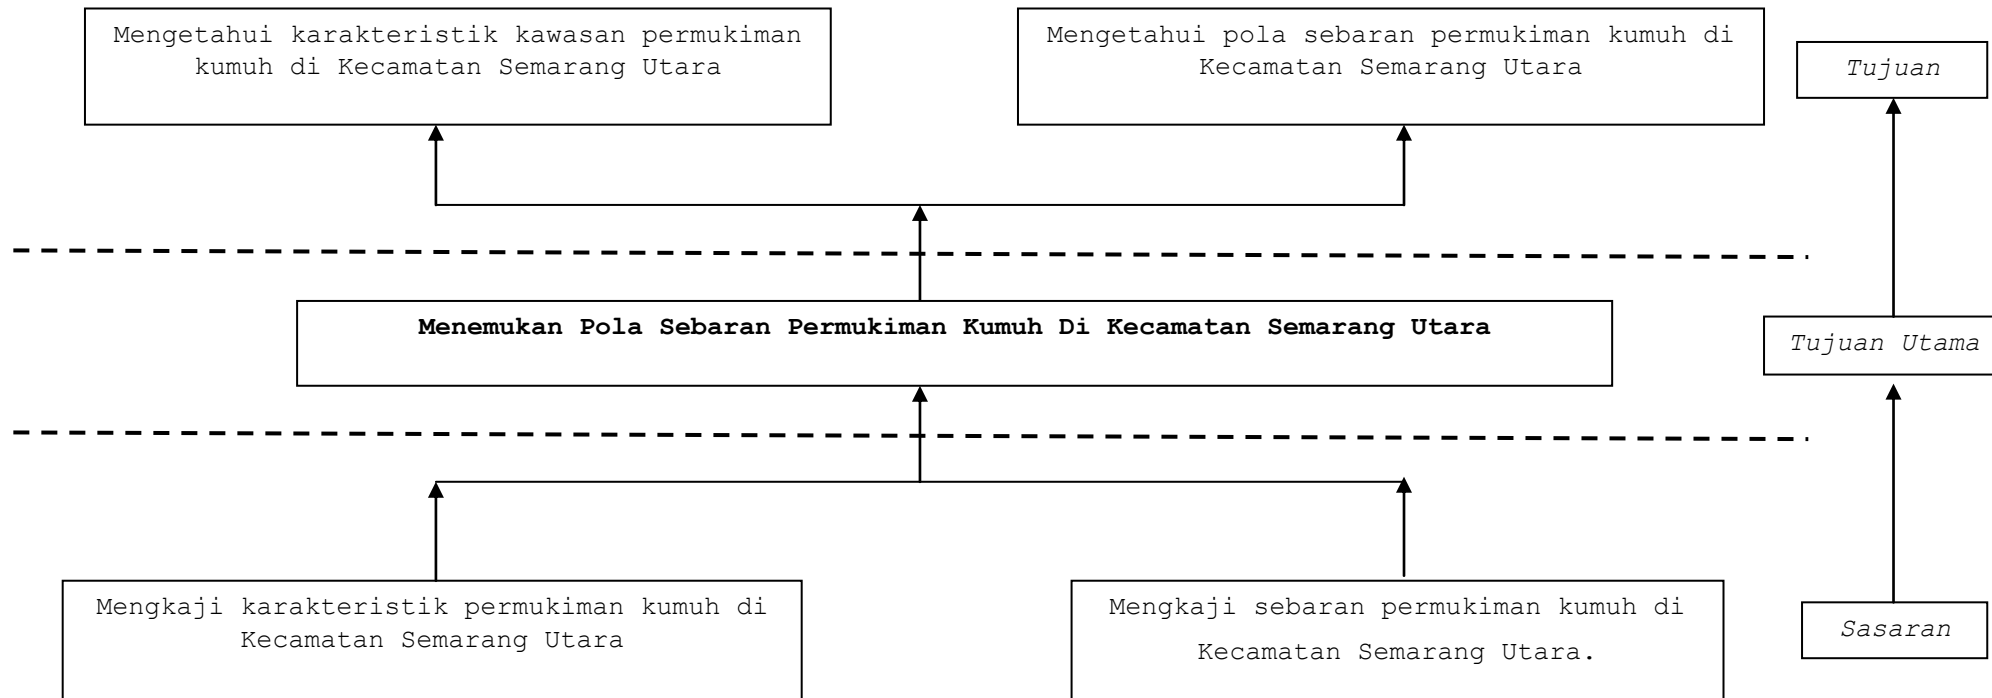 Mengetahui karakteristik kawasan permukiman
kumuh di Kecamatan Semarang Utara
Mengetahui pola sebaran permukiman kumuh di
Kecamatan Semarang Utara
Tujuan
Menemukan Pola Sebaran Permukiman Kumuh Di Kecamatan Semarang Utara
Tujuan Utama
Mengkaji karakteristik permukiman kumuh di
Kecamatan Semarang Utara
Mengkaji sebaran permukiman kumuh di
Kecamatan Semarang Utara.
Sasaran